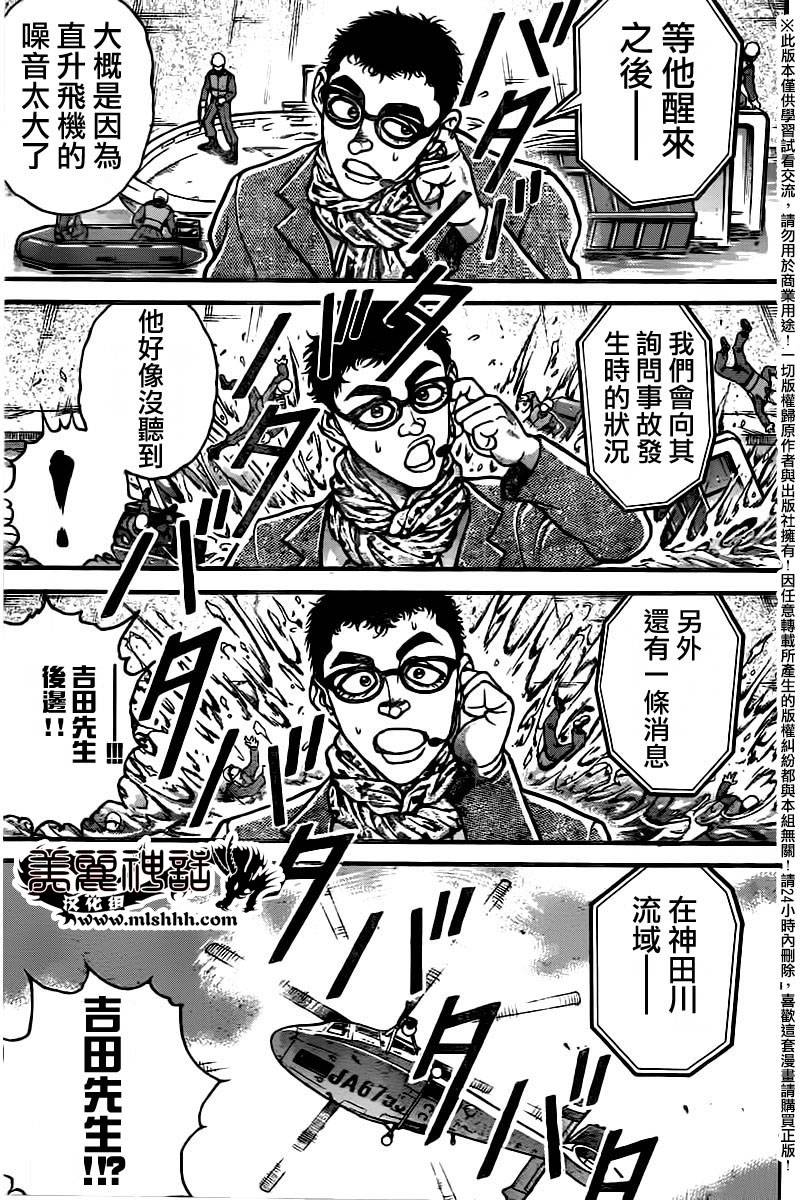 等他醒來
之後——
大概是因為
直升飛機的
噪音太大了
バタ
バタ
バタ
バタ
我們會向其
詢問事故發
生時的狀況
他好像沒聽到
！
另外
還有一條消息
——!!!
吉田先生
後邊!!
在神田川
流域——
吉田先生!!?
JA67
美麗神話
汉化组
www.mlshhh.com
※此版本僅供學習試看交流，請勿用於商業用途！一切版權歸原作者與出版社擁有！因任意轉載所產生的版權糾紛都與本組無關！請24小時內刪除，喜歡這套漫畫請購買正版！